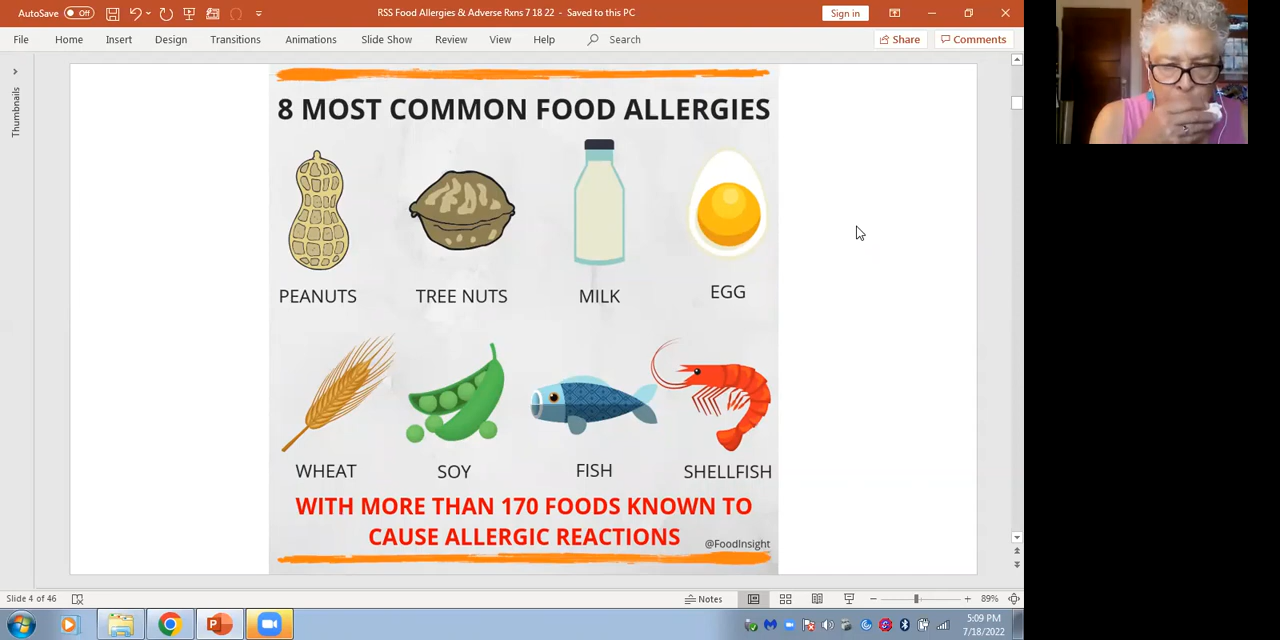 AutoSave Off
RSS Food Allergies & Adverse Rxns 7 18 22 - Saved to this PC
Sign in
File Home Insert Design Transitions Animations Slide Show Review View Help Search
Share Comments
Thumbnails
8 MOST COMMON FOOD ALLERGIES
PEANUTS TREE NUTS MILK EGG
WHEAT SOY FISH SHELLFISH
WITH MORE THAN 170 FOODS KNOWN TO
CAUSE ALLERGIC REACTIONS
@FoodInsight
Slide 4 of 46
Notes
89%
5:09 PM
7/18/2022